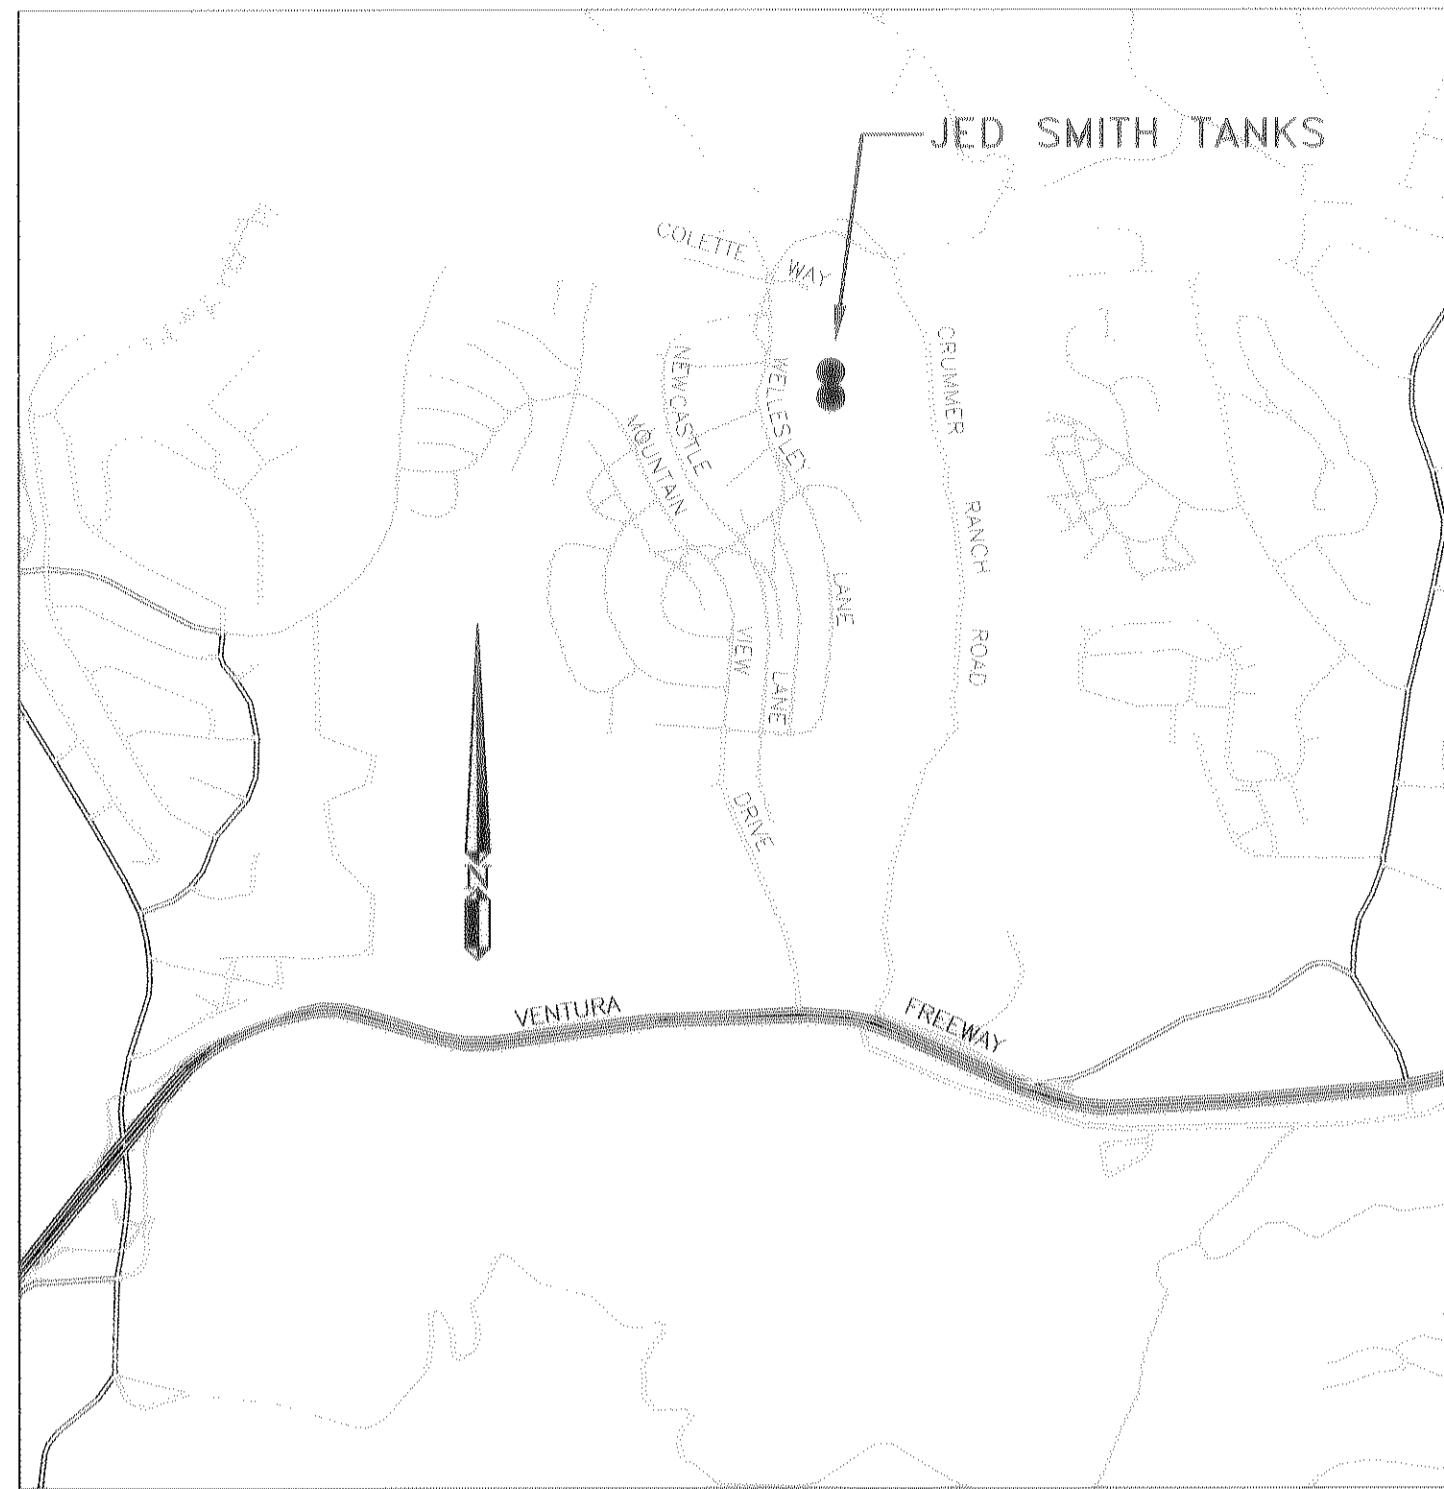 JED SMITH TANKS
COLETTE WAY
NEWCASTLE LANE
WELLESLEY LANE
MOUNTAIN VIEW DRIVE
CRUMMER RANCH ROAD
N
VENTURA FREEWAY